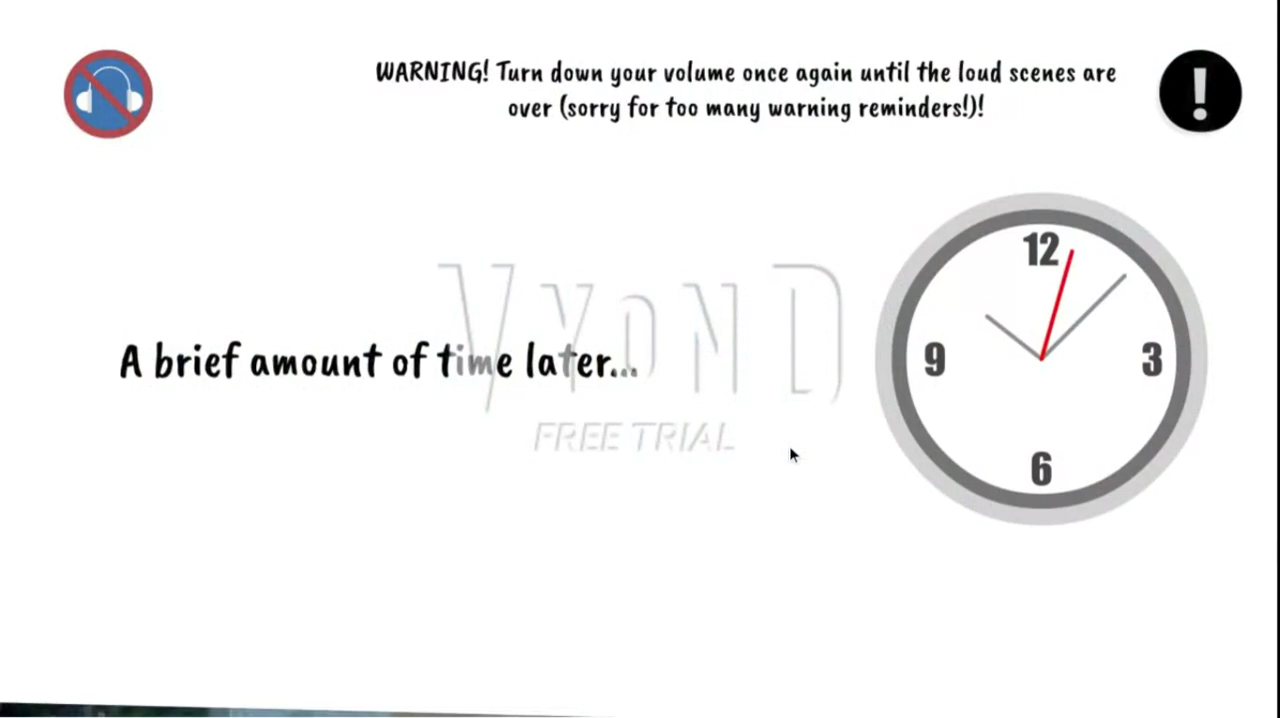 WARNING! Turn down your volume once again until the loud scenes are
over (sorry for too many warning reminders!)!
!
12
9
3
6
A brief amount of time later...
VYOND
FREE TRIAL